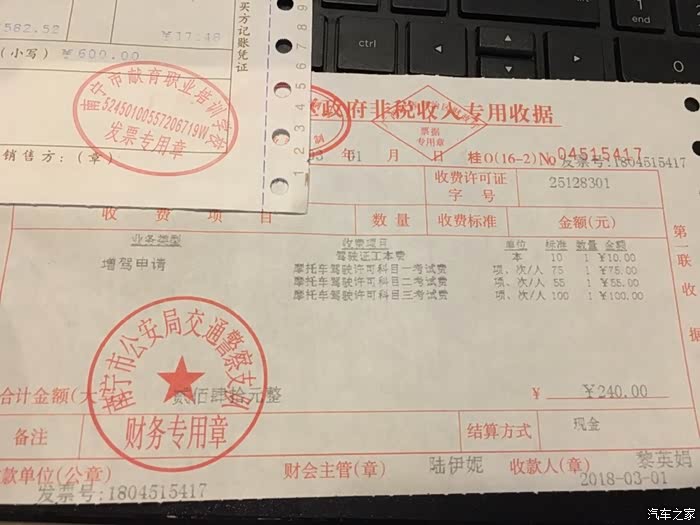 582.52
¥17.48
(小写) ¥600.00
买方记账凭证
南宁市献育职业培训学校
52450100557206719W
发票专用章
销售方:(章)
ctrl
alt
政府非税收入专用收据
票据
专用章
年 01 月 日 桂O(16-2) No 04515417
发票号:1804515417
收费许可证
字 号
25128301
收 费 项 目 数 量 收费标准 金额(元)
业务类型 收费项目 单位 标准 数量 金额
驾驶证工本费 本 10 1 ¥10.00
增驾申请 摩托车驾驶许可科目一考试费 项、次/人 75 1 ¥75.00
摩托车驾驶许可科目二考试费 项、次/人 55 1 ¥55.00
摩托车驾驶许可科目三考试费 项、次/人 100 1 ¥100.00
第一联收据
南宁市公安局交通警察支队
财务专用章
合计金额(大写) 贰佰肆拾元整 ¥ ¥240.00
备注 结算方式 现金
收款单位(公章) 财会主管(章) 陆伊妮 收款人(章) 黎英娟
发票号:1804515417 2018-03-01
汽车之家